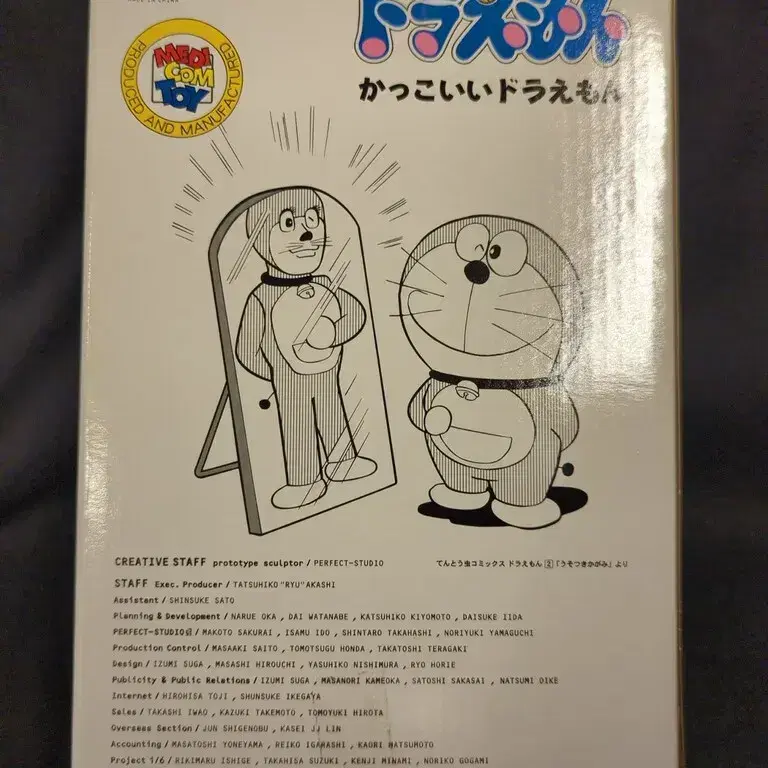 MADE IN CHINA
ドラえもん
PRODUCED AND MANUFACTURED
MEDI
COM
TOY
かっこいいドラえもん
CREATIVE STAFF prototype sculptor / PERFECT-STUDIO
てんとう虫コミックス ドラえもん 2 「うそつきかがみ」より
STAFF Exec. Producer / TATSUHIKO "RYU" AKASHI
Assistant / SHINSUKE SATO
Planning & Development / NARUE OKA , DAI WATANABE , KATSUHIKO KIYOMOTO , DAISUKE IIDA
PERFECT-STUDIO / MAKOTO SAKURAI , ISAMU IDO , SHINTARO TAKAHASHI , NORIYUKI YAMAGUCHI
Production Control / MASAAKI SAITO , TOMOTSUGU HONDA , TAKATOSHI TERAGAKI
Design / IZUMI SUGA , MASASHI HIROUCHI , YASUHIKO NISHIMURA , RYO HORIE
Publicity & Public Relations / IZUMI SUGA , MASANORI KAMEOKA , SATOSHI SAKASAI , NATSUMI OIKE
Internet / HIROHISA TOJI , SHUNSUKE IKEGAYA
Sales / TAKASHI IWAO , KAZUKI TAKEMOTO , TOMOYUKI HIROTA
Overseas Section / JUN SHIGENOBU , KASEI JJ LIN
Accounting / MASATOSHI YONEYAMA , REIKO IGARASHI , KAORI MATSUMOTO
Project 1/6 / RIKIMARU ISHIGE , TAKAHISA SUZUKI , KENJI MINAMI , NORIKO GOGAMI